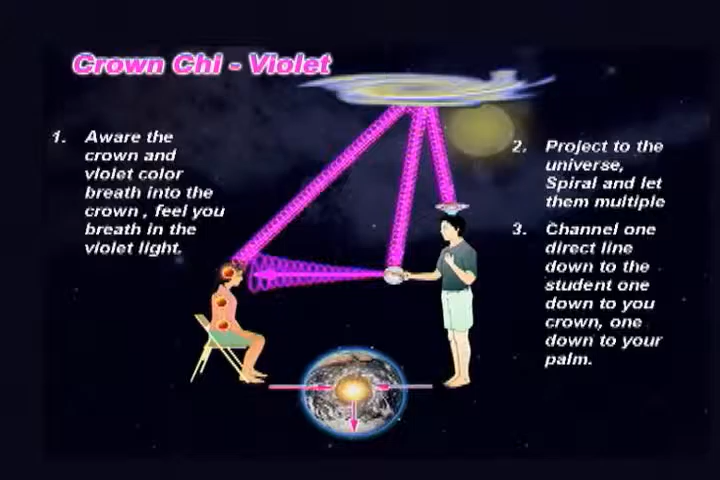 Crown Chi - Violet
1. Aware the
crown and
violet color
breath into the
crown , feel you
breath in the
violet light.
2. Project to the
universe,
Spiral and let
them multiple
3. Channel one
direct line
down to the
student one
down to you
crown, one
down to your
palm.